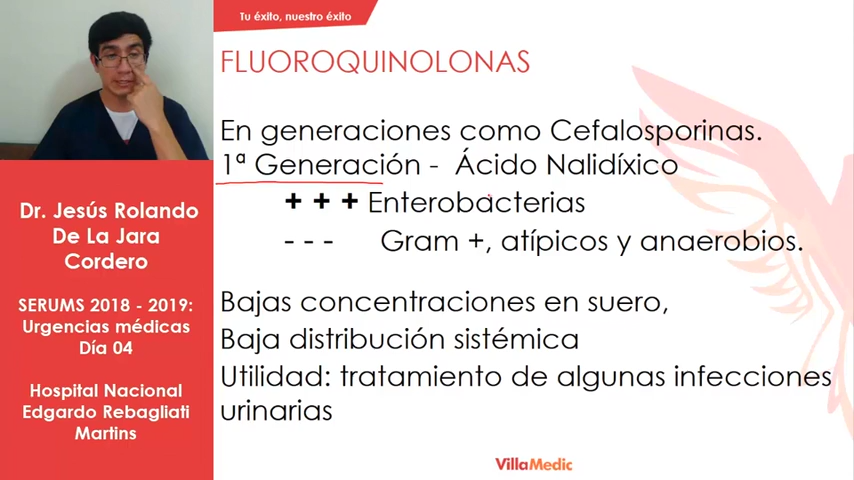 Tu éxito, nuestro éxito
FLUOROQUINOLONAS
En generaciones como Cefalosporinas.
1ª Generación - Ácido Nalidíxico
+ + + Enterobacterias
- - - Gram +, atípicos y anaerobios.
Bajas concentraciones en suero,
Baja distribución sistémica
Utilidad: tratamiento de algunas infecciones
urinarias
Dr. Jesús Rolando
De La Jara
Cordero
SERUMS 2018 - 2019:
Urgencias médicas
Día 04
Hospital Nacional
Edgardo Rebagliati
Martins
VillaMedic